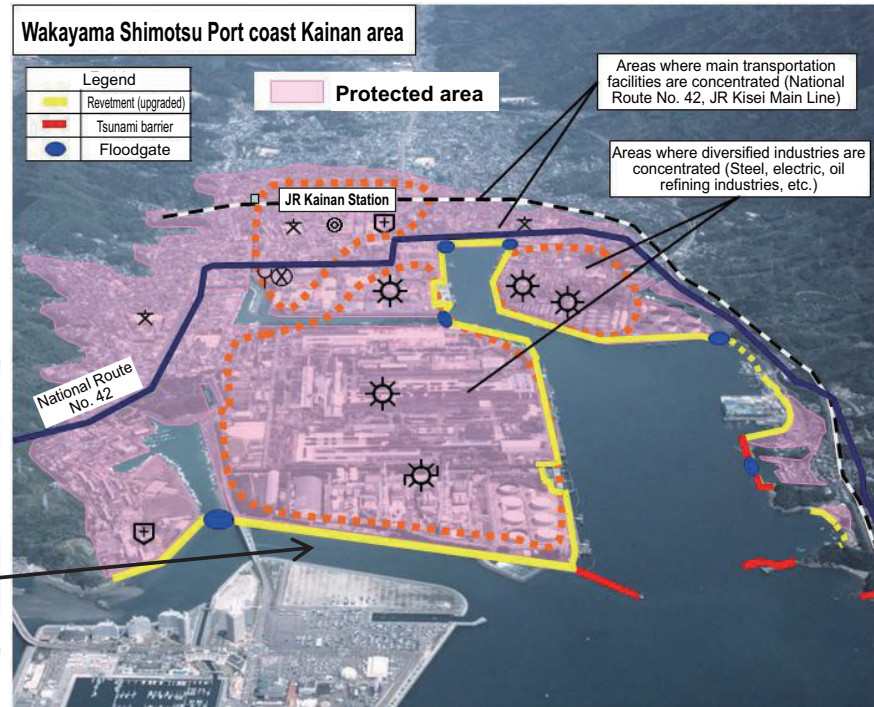 Wakayama Shimotsu Port coast Kainan area
Legend
Revetment (upgraded)
Tsunami barrier
Floodgate
Protected area
Areas where main transportation
facilities are concentrated (National
Route No. 42, JR Kisei Main Line)
Areas where diversified industries are
concentrated (Steel, electric, oil
refining industries, etc.)
JR Kainan Station
National Route
No. 42